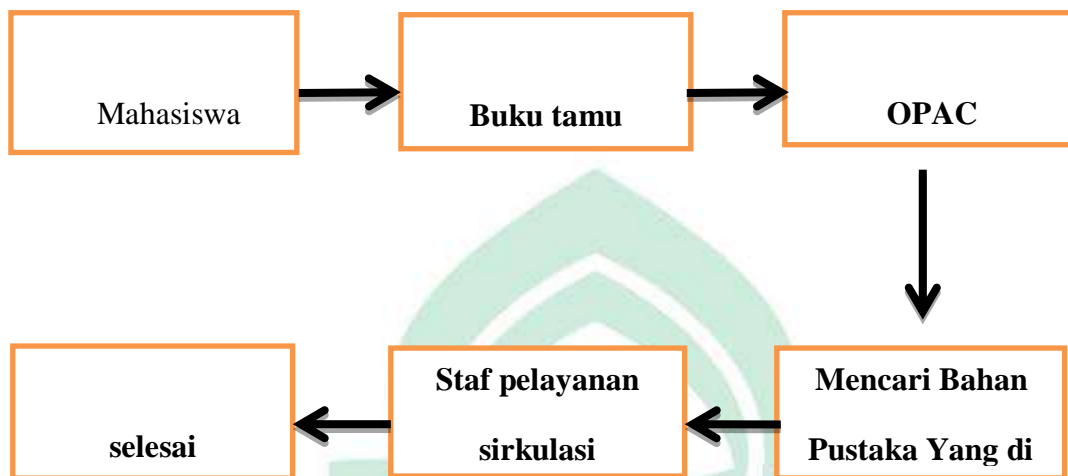 Mahasiswa
Buku tamu
OPAC
Mencari Bahan
Pustaka Yang di
Staf pelayanan
sirkulasi
selesai